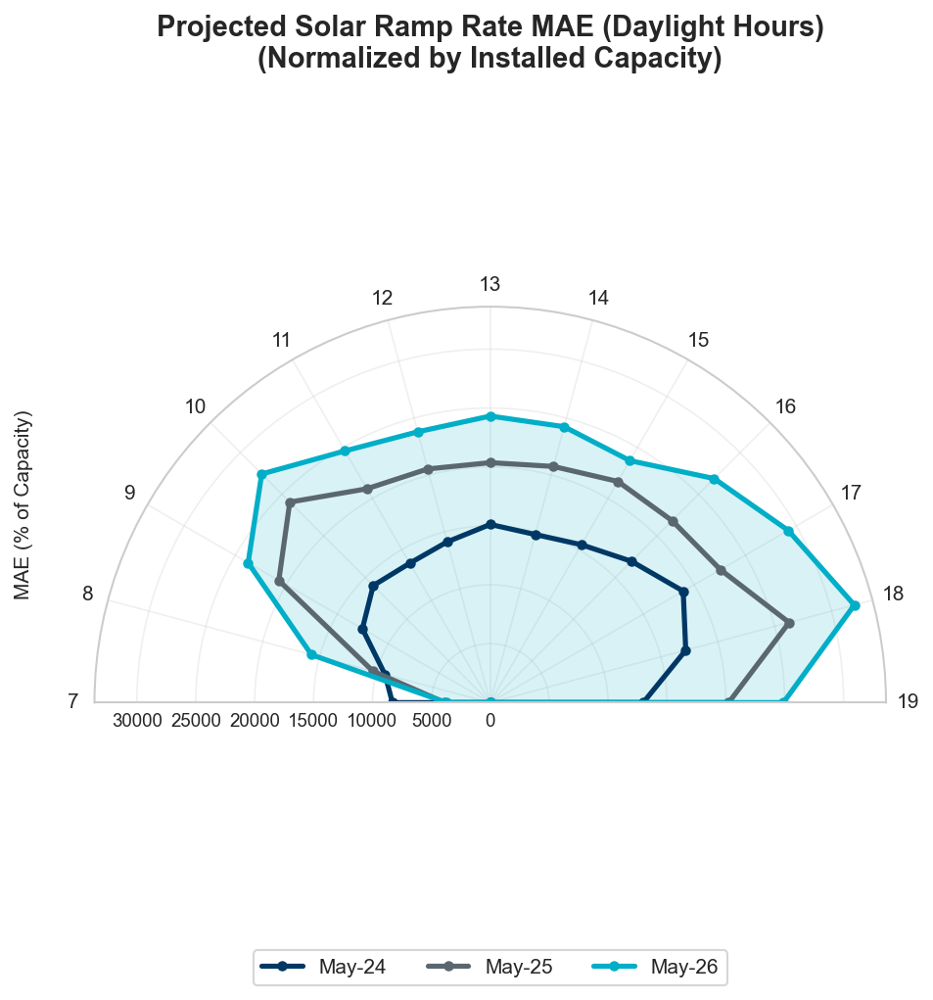 Projected Solar Ramp Rate MAE (Daylight Hours)
(Normalized by Installed Capacity)
13
12
14
11
15
10
16
9
17
MAE (% of Capacity)
8
18
7
19
30000 25000 20000 15000 10000 5000 0
May-24 May-25 May-26